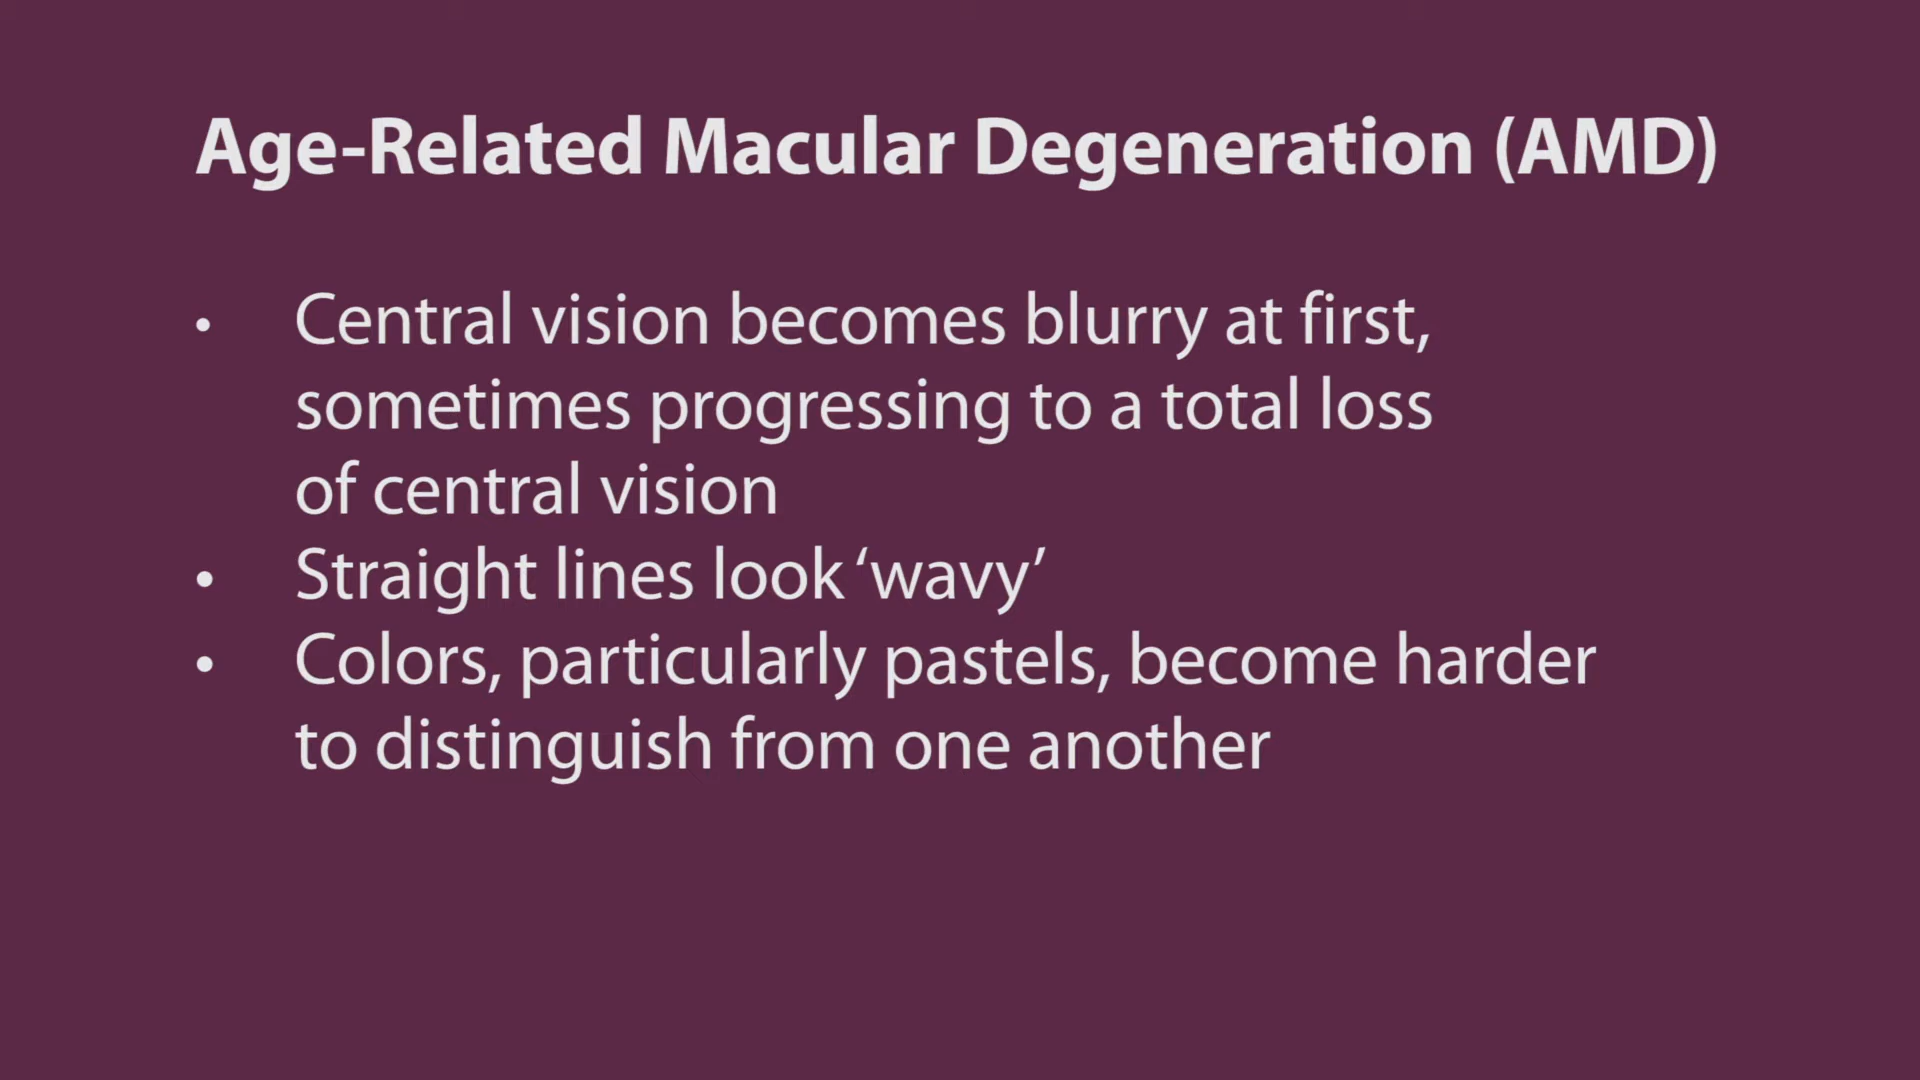 Age-Related Macular Degeneration (AMD)
• Central vision becomes blurry at first,
sometimes progressing to a total loss
of central vision
• Straight lines look ‘wavy’
• Colors, particularly pastels, become harder
to distinguish from one another